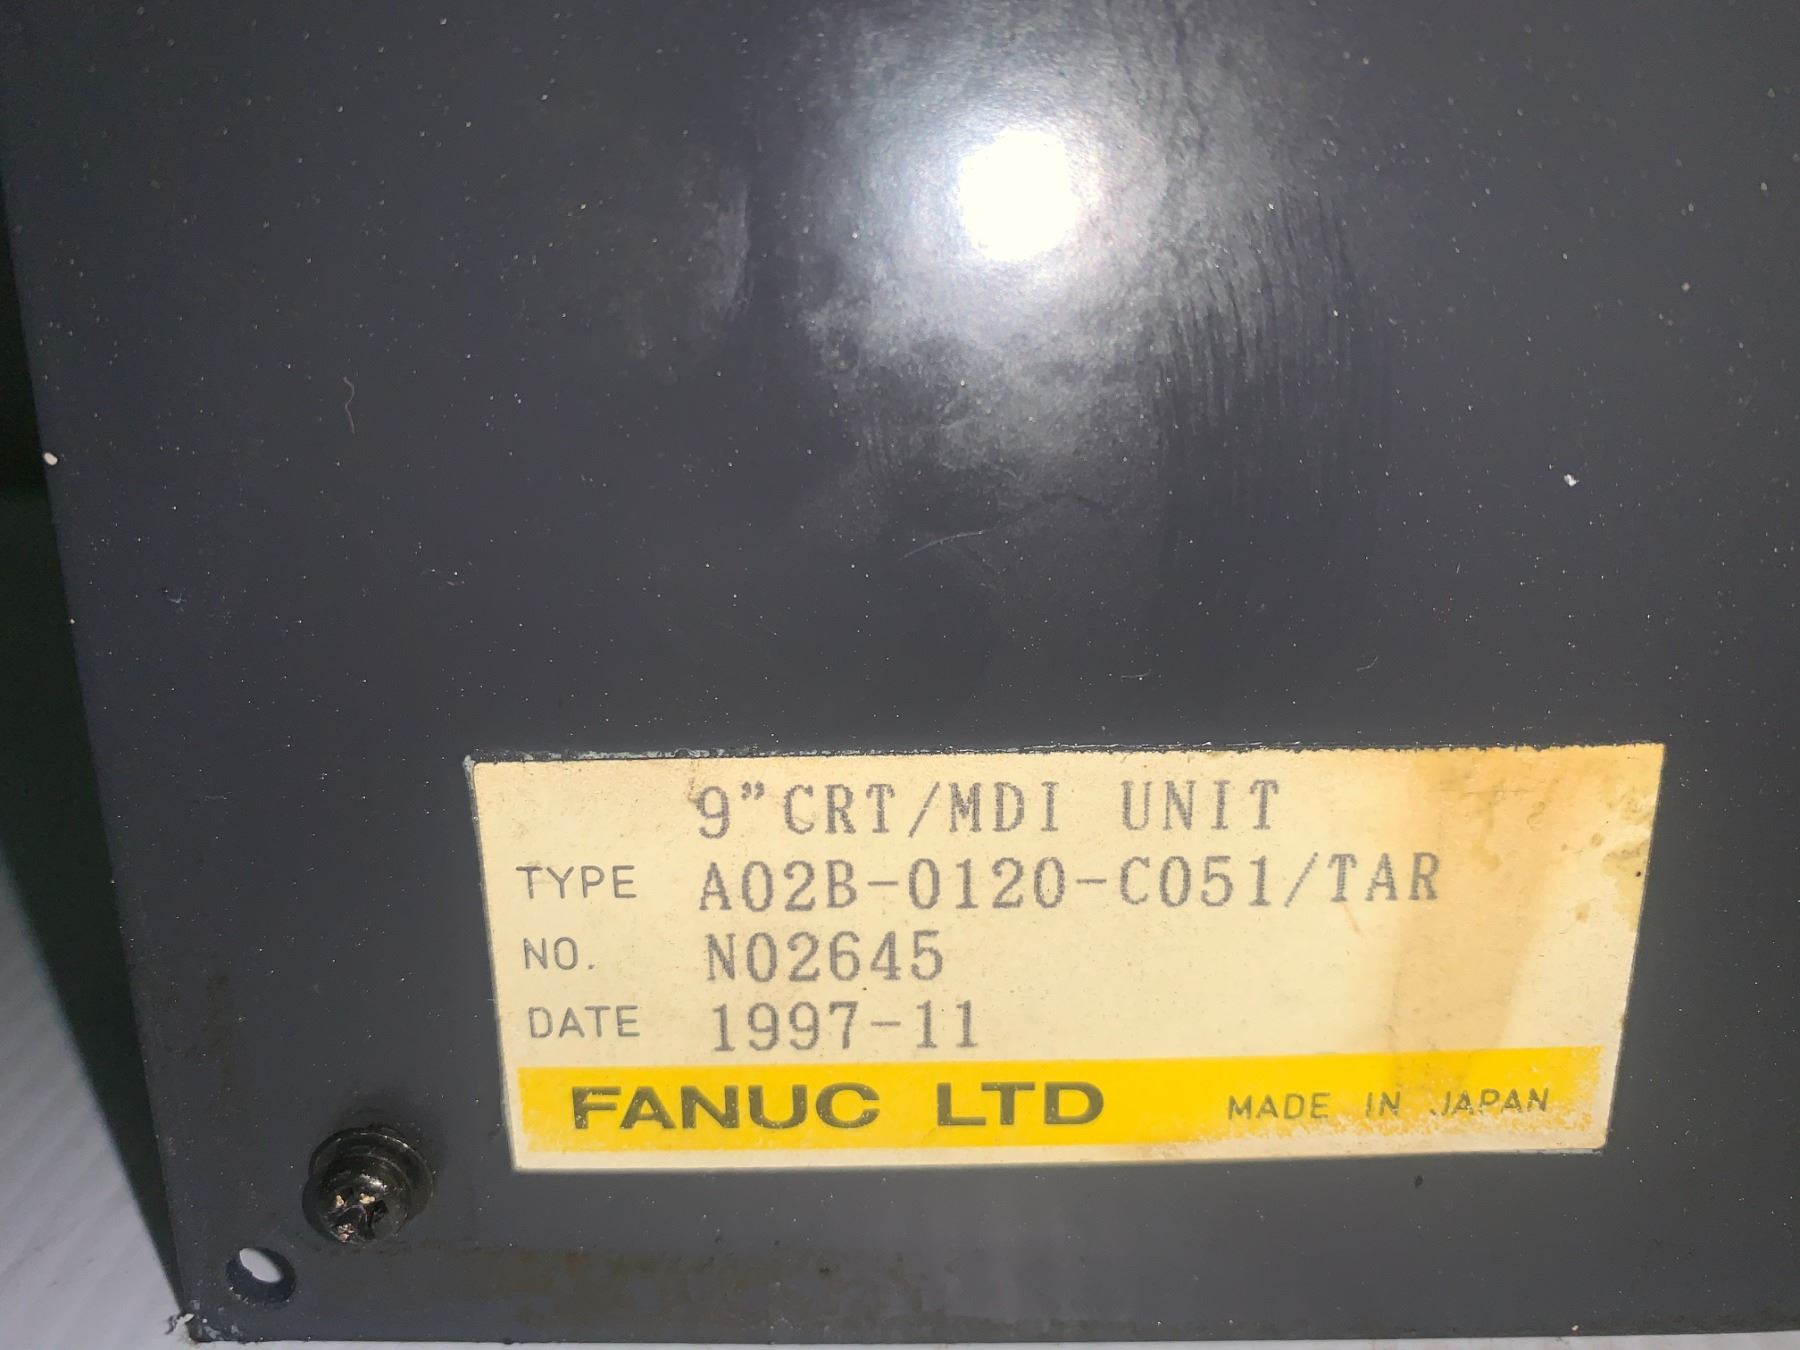 9"CRT/MDI UNIT
TYPE A02B-0120-C051/TAR
NO. N02645
DATE 1997-11
FANUC LTD MADE IN JAPAN